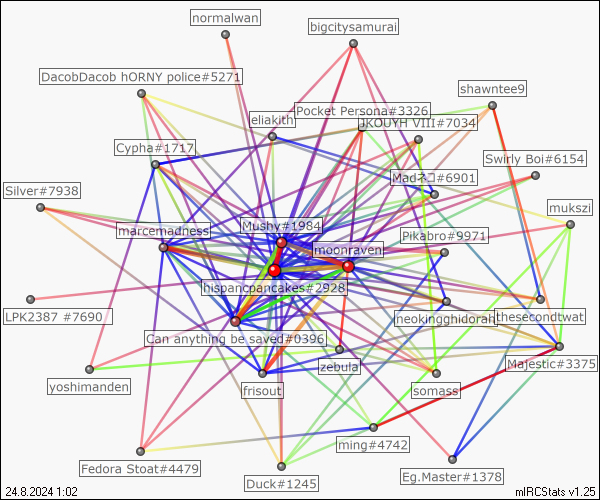 normalwan
bigcitysamurai
DacobDacob hORNY police#5271
shawntee9
Pocket Persona#3326
eliakith
JKOUYH VIII#7034
Cypha#1717
Swirly Boi#6154
Silver#7938
mukszi
Mushy#1984
marcemadness
Pikabro#9971
moonraven
hispancpancakes#2928
LPK2387 #7690
neokingghidorah
thesecondtwat
Can anything be saved#0396
zebula
Majestic#3375
yoshimanden
frisout
somass
ming#4742
Fedora Stoat#4479
Eg.Master#1378
Duck#1245
24.8.2024 1:02
mIRCStats v1.25